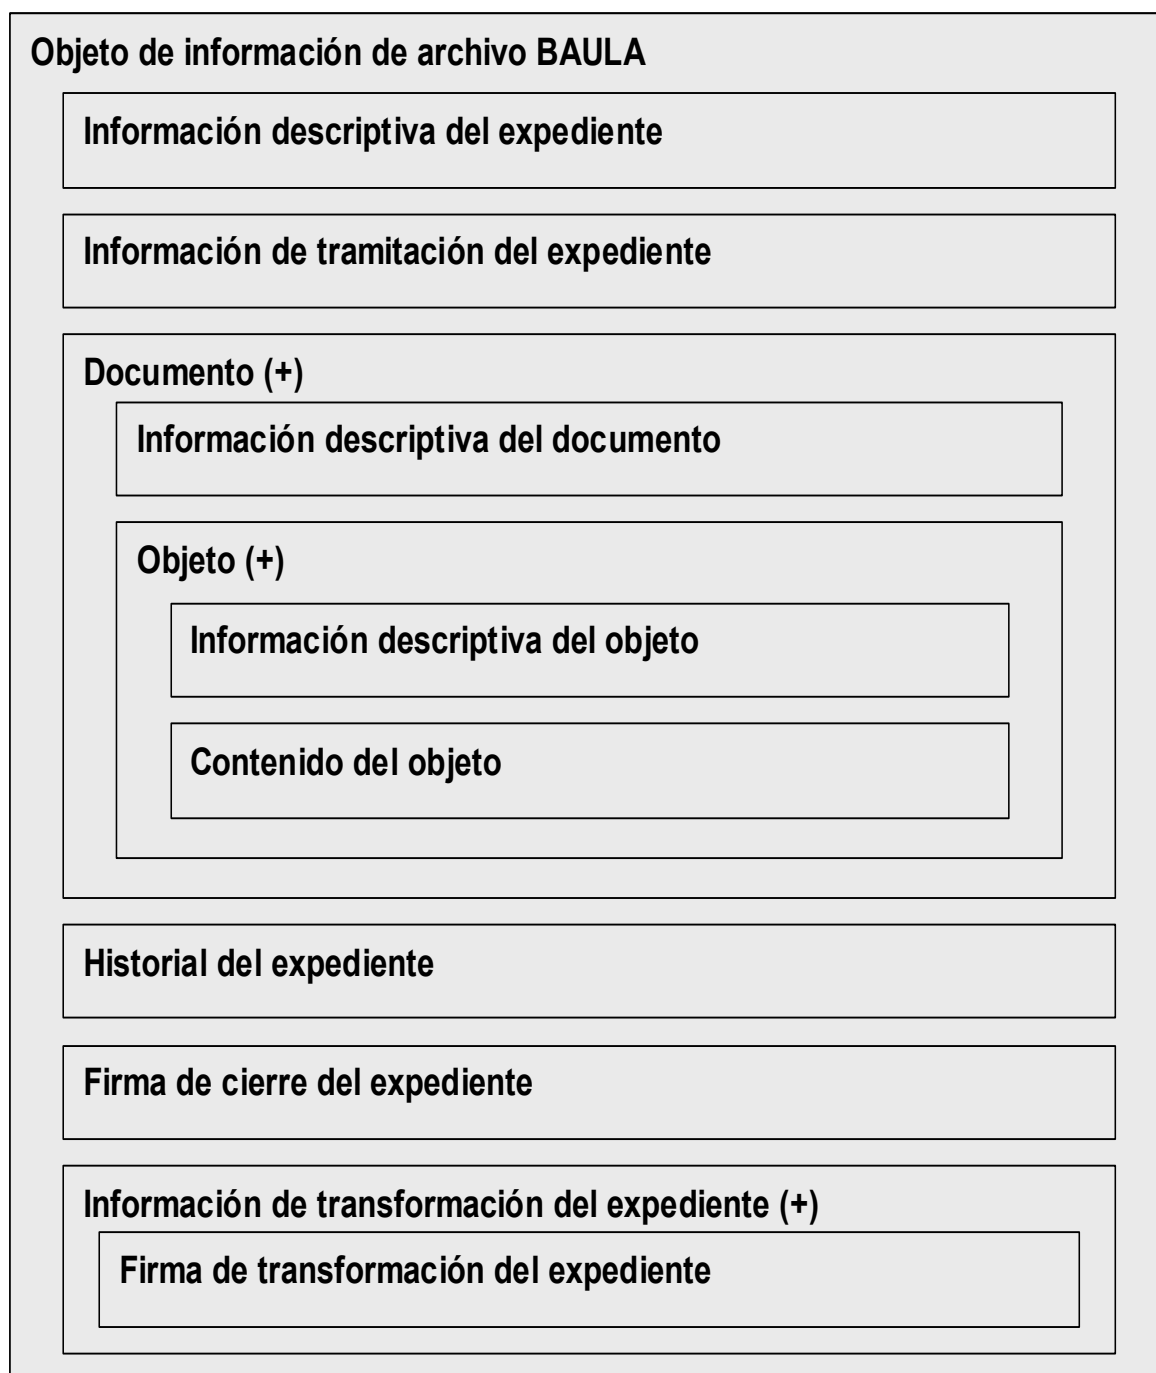 Objeto de información de archivo BAULA
Información descriptiva del expediente
Información de tramitación del expediente
Documento (+)
Información descriptiva del documento
Objeto (+)
Información descriptiva del objeto
Contenido del objeto
Historial del expediente
Firma de cierre del expediente
Información de transformación del expediente (+)
Firma de transformación del expediente